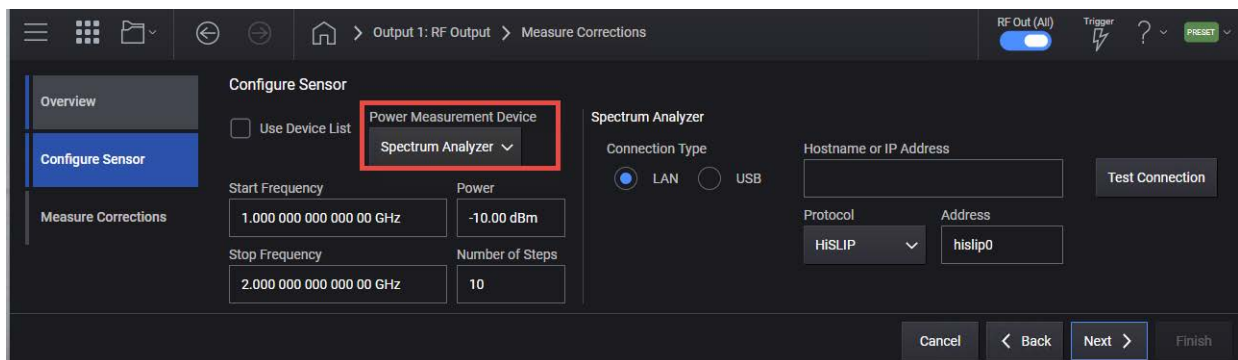 Output 1: RF Output > Measure Corrections
RF Out (All)
Trigger
?
PRESET
Overview
Configure Sensor
Measure Corrections
Configure Sensor
Use Device List
Power Measurement Device
Spectrum Analyzer
Start Frequency
Power
1.000 000 000 000 00 GHz
-10.00 dBm
Stop Frequency
Number of Steps
2.000 000 000 000 00 GHz
10
Spectrum Analyzer
Connection Type
LAN
USB
Hostname or IP Address
Test Connection
Protocol
Address
HiSLIP
hislip0
Cancel
Back
Next
Finish